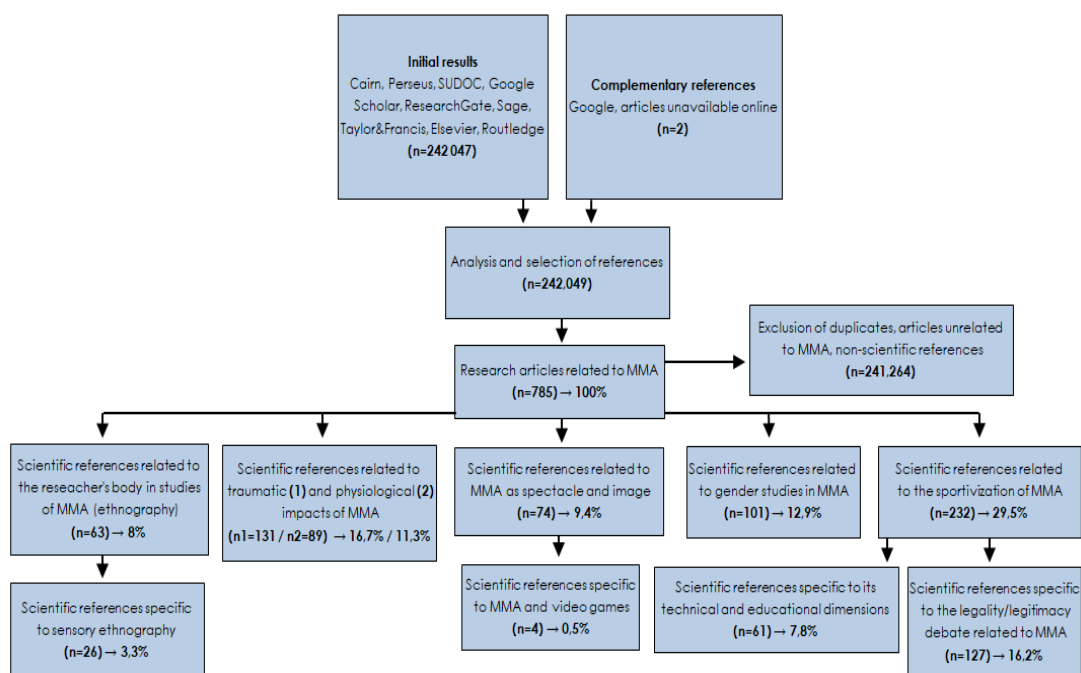 Initial results
Cairn, Perseus, SUDOC, Google
Scholar, ResearchGate, Sage,
Taylor&Francis, Elsevier, Routledge
(n=242 047)
Complementary references
Google, articles unavailable online
(n=2)
Analysis and selection of references
(n=242,049)
Exclusion of duplicates, articles unrelated
to MMA, non-scientific references
(n=241,264)
Research articles related to MMA
(n=785) → 100%
Scientific references related to
the reseacher's body in studies
of MMA (ethnography)
(n=63) → 8%
Scientific references related to
traumatic (1) and physiological (2)
impacts of MMA
(n1=131 / n2=89) → 16,7% / 11,3%
Scientific references related to
MMA as spectacle and image
(n=74) → 9,4%
Scientific references related
to gender studies in MMA
(n=101) → 12,9%
Scientific references related
to the sportivization of MMA
(n=232) → 29,5%
Scientific references specific
to sensory ethnography
(n=26) → 3,3%
Scientific references specific
to MMA and video games
(n=4) → 0,5%
Scientific references specific to its
technical and educational dimensions
(n=61) → 7,8%
Scientific references specific
to the legality/legitimacy
debate related to MMA
(n=127) → 16,2%